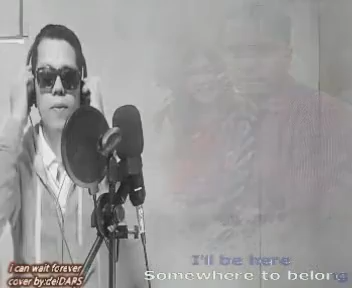 I'll be here
Somewhere to belong
i can wait forever
cover by:delDARS